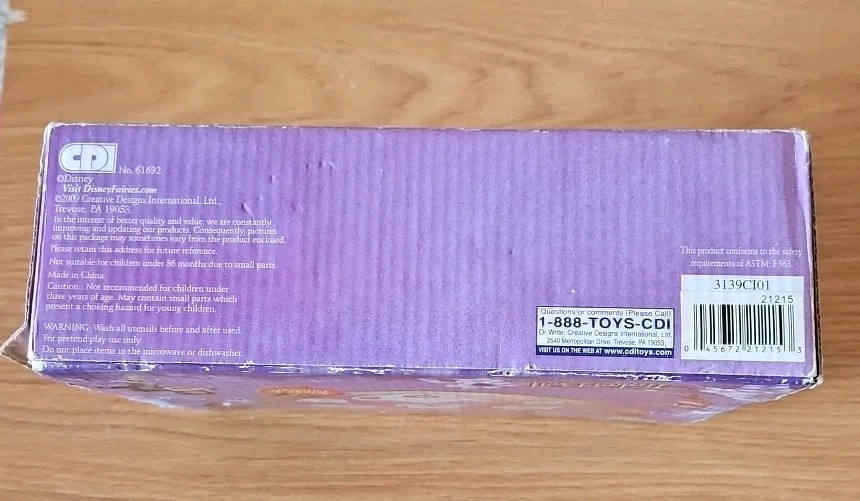 CDI
No. 61692
©Disney
Visit DisneyFairies.com
©2009 Creative Designs International, Ltd.,
Trevose, PA 19053.
In the interest of better quality and value, we are constantly
improving and updating our products. Consequently, pictures
on this package may sometimes vary from the product enclosed.
Please retain this address for future reference.
Not suitable for children under 36 months due to small parts.
Made in China
Caution : Not recommended for children under
three years of age. May contain small parts which
present a choking hazard for young children.
WARNING: Wash all utensils before and after used.
For pretend play use only.
Do not place items in the microwave or dishwasher.
Questions or comments (Please Call)
1-888-TOYS-CDI
Or Write: Creative Designs International, Ltd.
2540 Metropolitan Drive, Trevose, PA 19053.
VISIT US ON THE WEB AT www.cditoys.com
This product conforms to the safety
requirements of ASTM: F-963.
3139CI01
21215
0 45672 21215 3